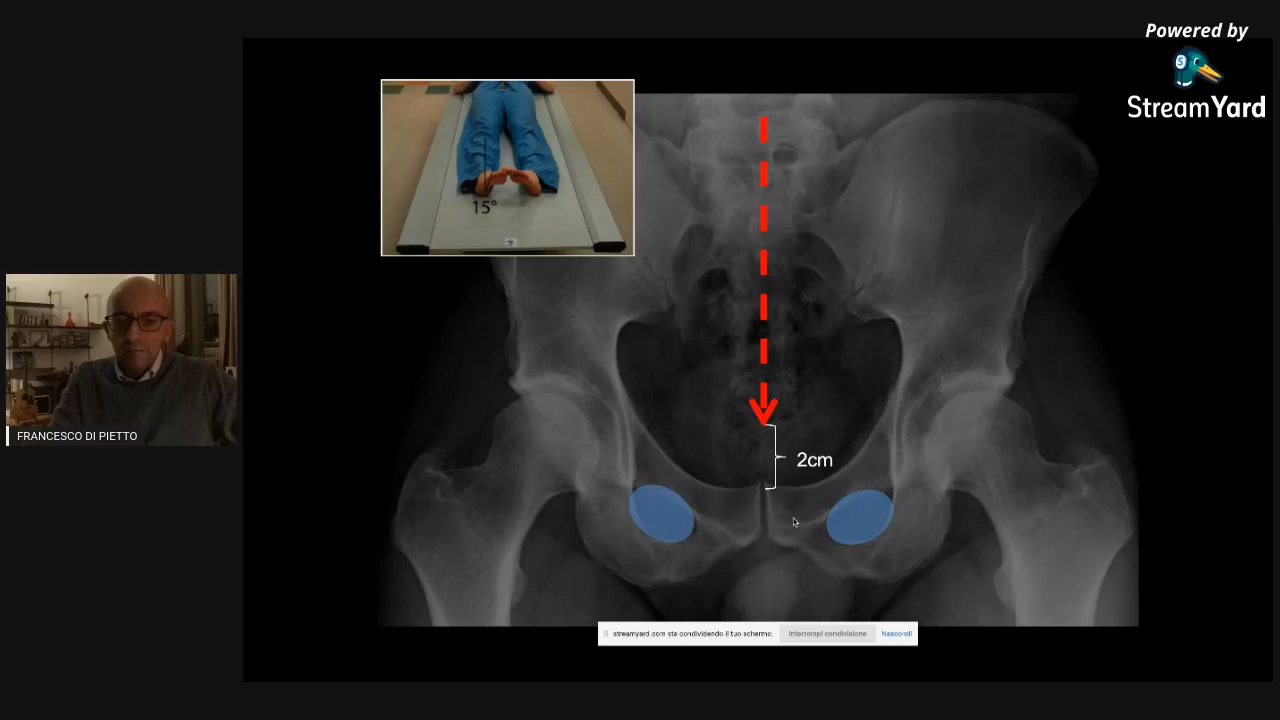 Powered by
StreamYard
15°
2cm
FRANCESCO DI PIETTO
streamyard.com sta condividendo il tuo schermo.
Interrompi condivisione
Nascondi